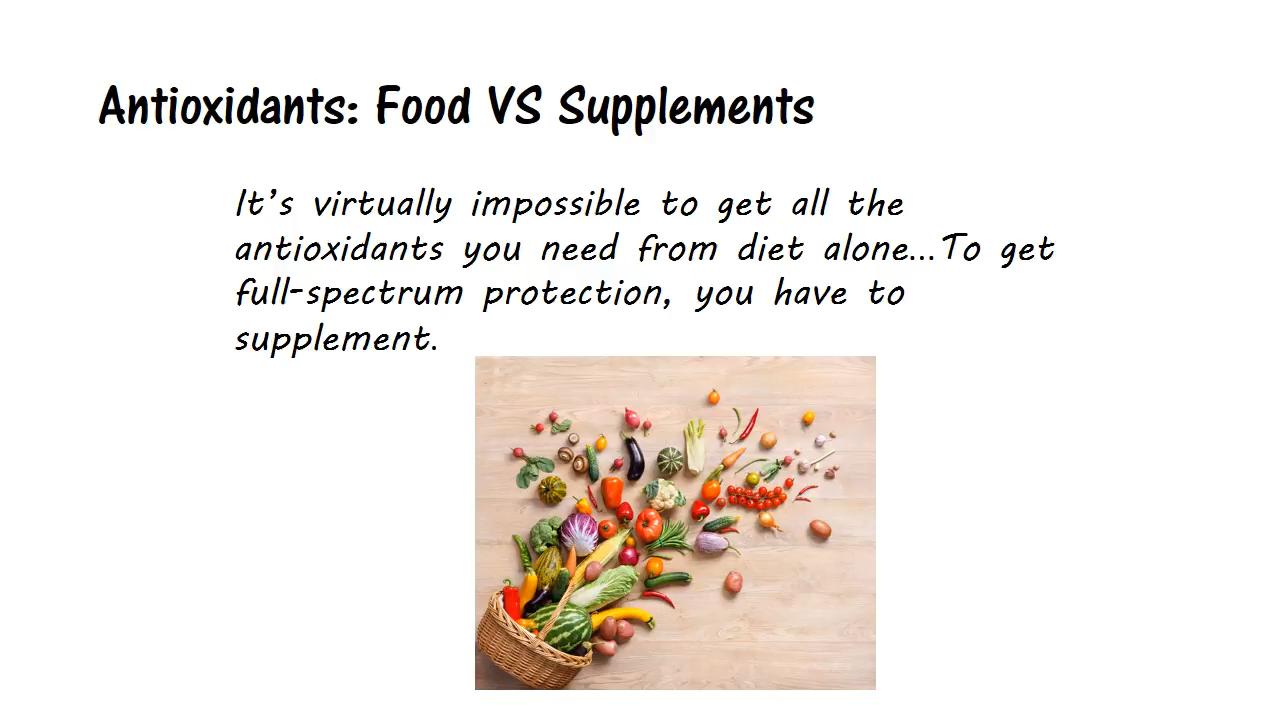 Antioxidants: Food VS Supplements
It's virtually impossible to get all the
antioxidants you need from diet alone...To get
full-spectrum protection, you have to
supplement.